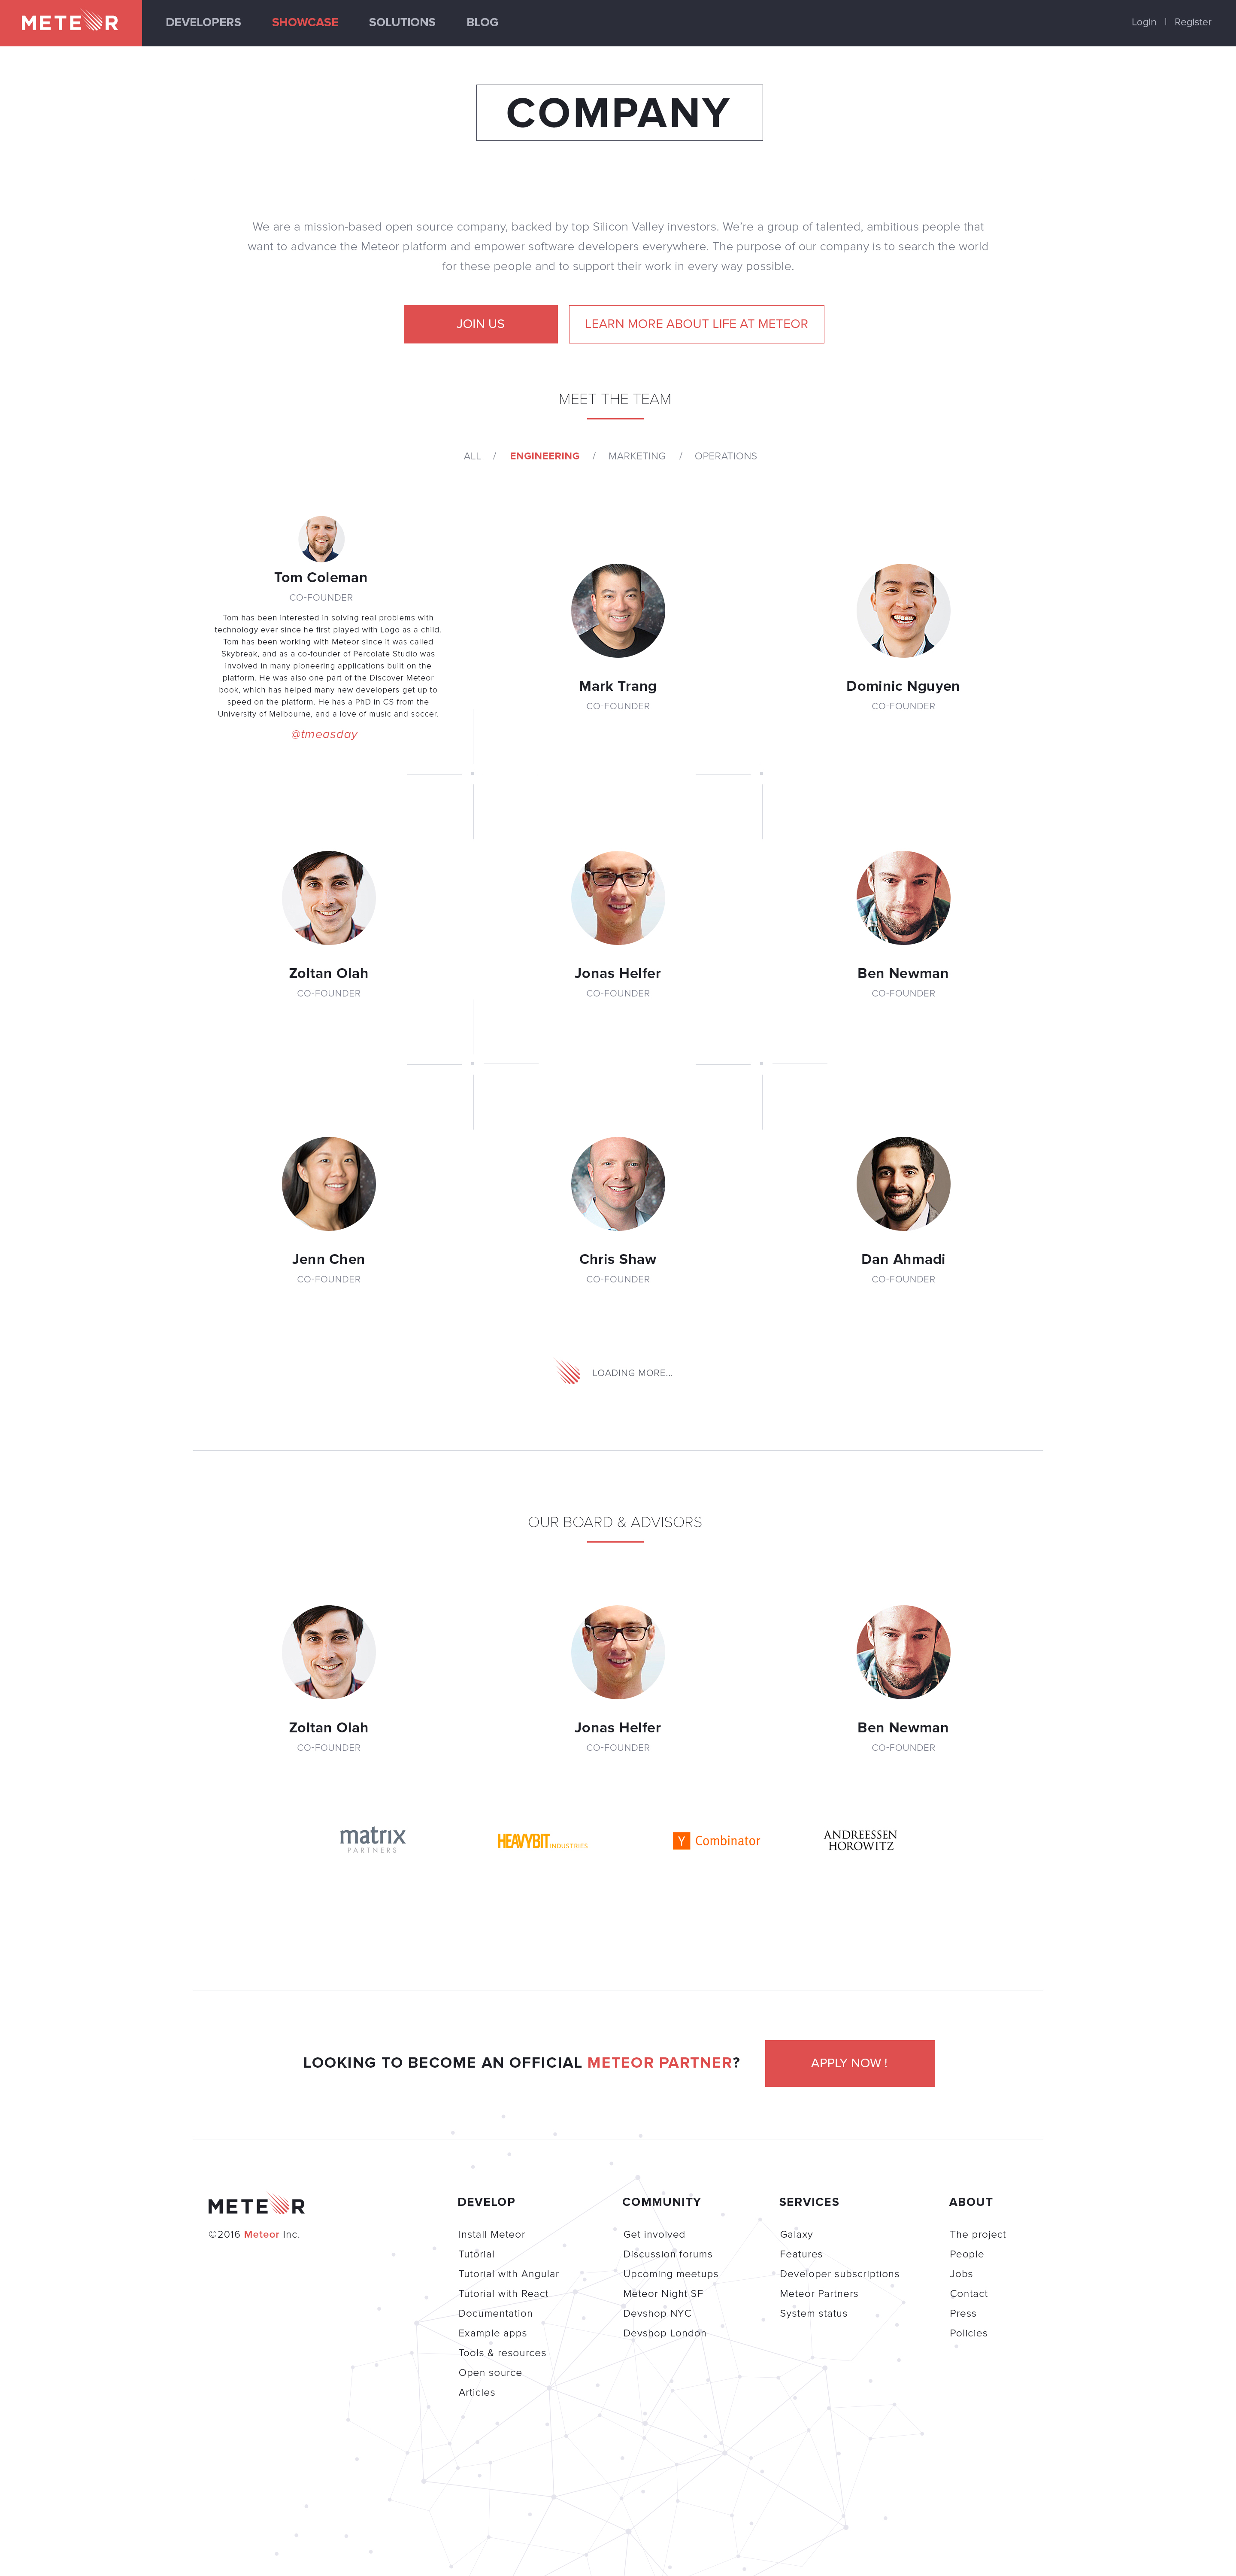 METEOR
DEVELOPERS SHOWCASE SOLUTIONS BLOG
Login | Register
COMPANY
We are a mission-based open source company, backed by top Silicon Valley investors. We're a group of talented, ambitious people that
want to advance the Meteor platform and empower software developers everywhere. The purpose of our company is to search the world
for these people and to support their work in every way possible.
JOIN US
LEARN MORE ABOUT LIFE AT METEOR
MEET THE TEAM
ALL / ENGINEERING / MARKETING / OPERATIONS
Tom Coleman
CO-FOUNDER
Tom has been interested in solving real problems with
technology ever since he first played with Logo as a child.
Tom has been working with Meteor since it was called
Skybreak, and as a co-founder of Percolate Studio was
involved in many pioneering applications built on the
platform. He was also one part of the Discover Meteor
book, which has helped many new developers get up to
speed on the platform. He has a PhD in CS from the
University of Melbourne, and a love of music and soccer.
@tmeasday
Mark Trang
CO-FOUNDER
Dominic Nguyen
CO-FOUNDER
Zoltan Olah
CO-FOUNDER
Jonas Helfer
CO-FOUNDER
Ben Newman
CO-FOUNDER
Jenn Chen
CO-FOUNDER
Chris Shaw
CO-FOUNDER
Dan Ahmadi
CO-FOUNDER
LOADING MORE...
OUR BOARD & ADVISORS
Zoltan Olah
CO-FOUNDER
Jonas Helfer
CO-FOUNDER
Ben Newman
CO-FOUNDER
matrix
PARTNERS
HEAVYBIT INDUSTRIES
Y Combinator
ANDREESSEN
HOROWITZ
LOOKING TO BECOME AN OFFICIAL METEOR PARTNER?
APPLY NOW !
METEOR
©2016 Meteor Inc.
DEVELOP
Install Meteor
Tutorial
Tutorial with Angular
Tutorial with React
Documentation
Example apps
Tools & resources
Open source
Articles
COMMUNITY
Get involved
Discussion forums
Upcoming meetups
Meteor Night SF
Devshop NYC
Devshop London
SERVICES
Galaxy
Features
Developer subscriptions
Meteor Partners
System status
ABOUT
The project
People
Jobs
Contact
Press
Policies